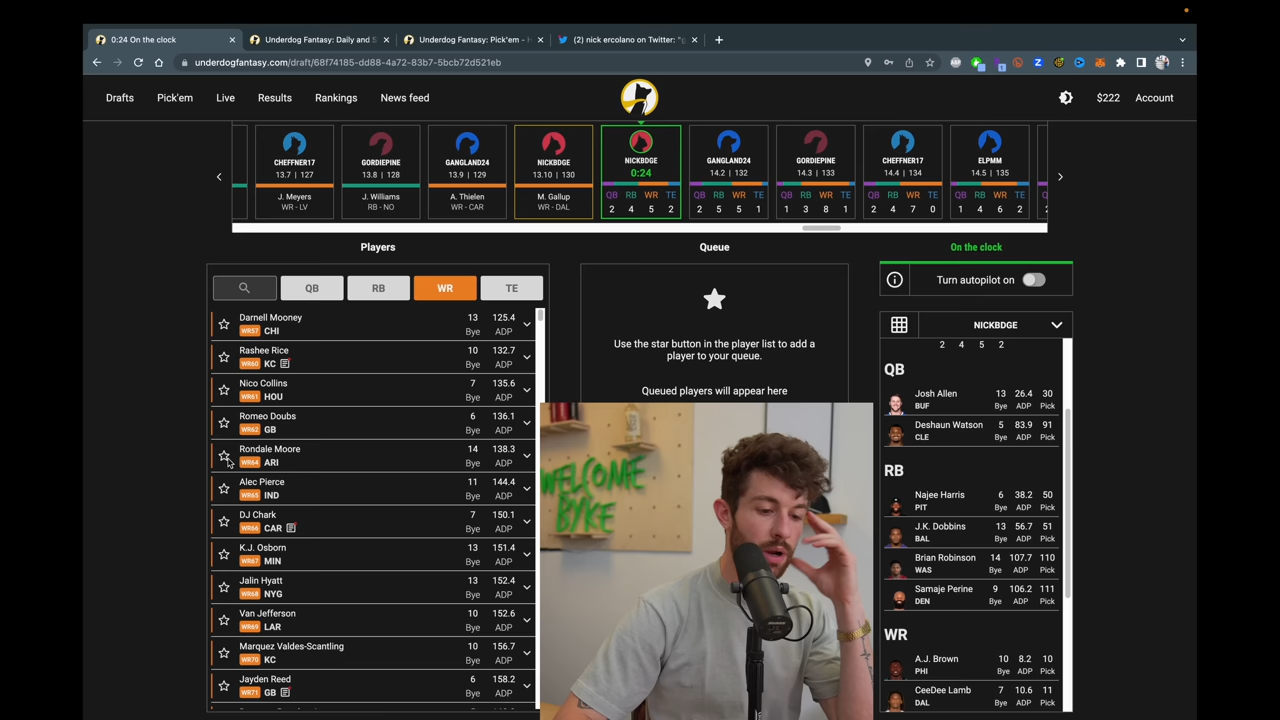 0:24 On the clock
Underdog Fantasy: Daily and S
Underdog Fantasy: Pick'em - H
(2) nick ercolano on Twitter: "g
underdogfantasy.com/draft/68f74185-dd88-4a72-83b7-5bcb72d521eb
Drafts Pick'em Live Results Rankings News feed
$222 Account
CHEFFNER17
13.7 | 127
J. Meyers
WR - LV
GORDIEPINE
13.8 | 128
J. Williams
RB - NO
GANGLAND24
13.9 | 129
A. Thielen
WR - CAR
NICKBDGE
13.10 | 130
M. Gallup
WR - DAL
NICKBDGE
0:24
QB RB WR TE
2 4 5 2
GANGLAND24
14.2 | 132
QB RB WR TE
2 5 5 1
GORDIEPINE
14.3 | 133
QB RB WR TE
1 3 8 1
CHEFFNER17
14.4 | 134
QB RB WR TE
2 4 7 0
ELPMM
14.5 | 135
QB RB WR TE
1 4 6 2
Players
QB RB WR TE
Darnell Mooney 13 125.4
WR57 CHI Bye ADP
Rashee Rice 10 132.7
WR60 KC Bye ADP
Nico Collins 7 135.6
WR61 HOU Bye ADP
Romeo Doubs 6 136.1
WR62 GB Bye ADP
Rondale Moore 14 138.3
WR64 ARI Bye ADP
Alec Pierce 11 144.4
WR65 IND Bye ADP
DJ Chark 7 150.1
WR66 CAR Bye ADP
K.J. Osborn 13 151.4
WR67 MIN Bye ADP
Jalin Hyatt 13 152.4
WR68 NYG Bye ADP
Van Jefferson 10 152.6
WR69 LAR Bye ADP
Marquez Valdes-Scantling 10 156.7
WR70 KC Bye ADP
Jayden Reed 6 158.2
WR71 GB Bye ADP
Queue
Use the star button in the player list to add a
player to your queue.
Queued players will appear here
WELCOME
BYKE
On the clock
Turn autopilot on
NICKBDGE
2 4 5 2
QB
Josh Allen 13 26.4 30
BUF Bye ADP Pick
Deshaun Watson 5 83.9 91
CLE Bye ADP Pick
RB
Najee Harris 6 38.2 50
PIT Bye ADP Pick
J.K. Dobbins 13 56.7 51
BAL Bye ADP Pick
Brian Robinson 14 107.7 110
WAS Bye ADP Pick
Samaje Perine 9 106.2 111
DEN Bye ADP Pick
WR
A.J. Brown 10 8.2 10
PHI Bye ADP Pick
CeeDee Lamb 7 10.6 11
DAL Bye ADP Pick